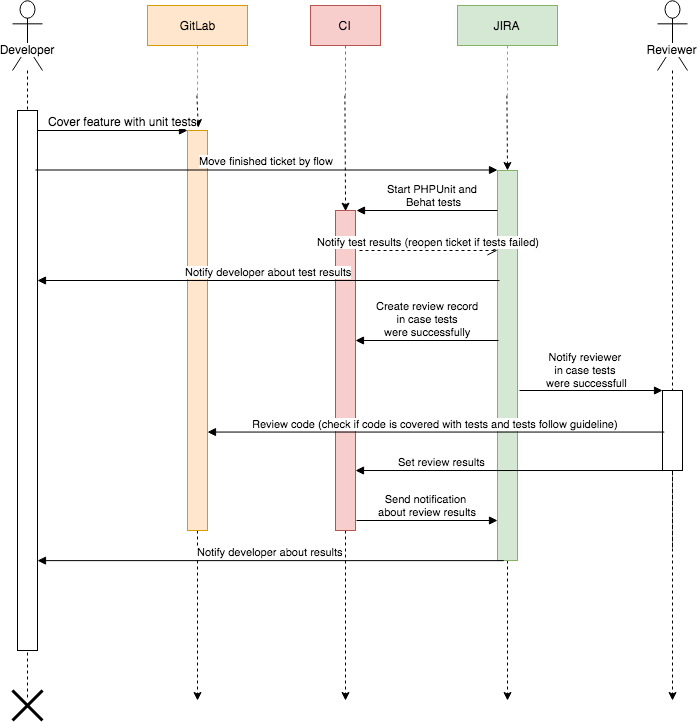 GitLab
CI
JIRA
Developer
Reviewer
Cover feature with unit tests
Move finished ticket by flow
Start PHPUnit and
Behat tests
Notify test results (reopen ticket if tests failed)
Notify developer about test results
Create review record
in case tests
were successfully
Notify reviewer
in case tests
were successfull
Review code (check if code is covered with tests and tests follow guideline)
Set review results
Send notification
about review results
Notify developer about results